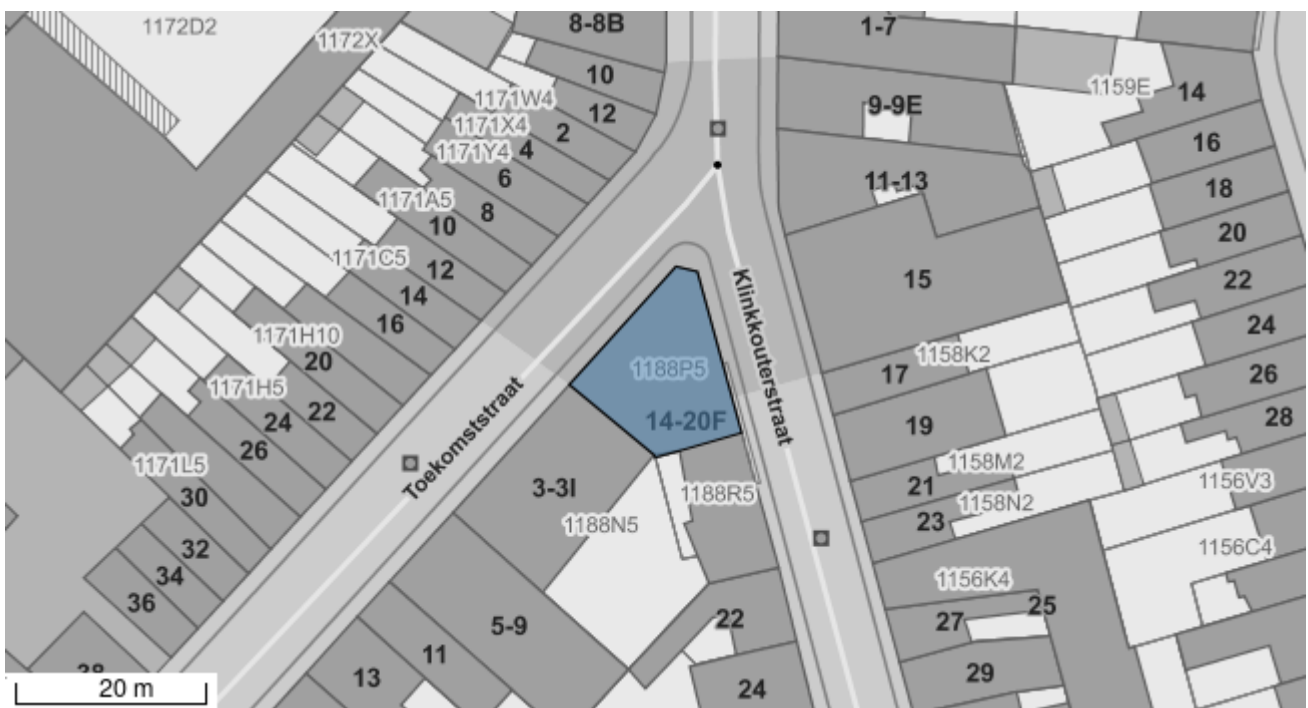 8-8B
1-7
1172D2
1172X
10
1159E
14
1171W4
12
9-9E
2
1171X4
4
16
1171Y4
6
11-13
18
1171A5
8
10
20
1171C5
12
Klinkkouterstraat
15
22
14
16
24
1171H10
20
1188P5
17
1158K2
26
1171H5
24
22
14-20F
19
28
26
Toekomststraat
1171L5
1158M2
30
3-3I
1188R5
21
1158N2
1156V3
1188N5
23
32
1156C4
34
1156K4
36
5-9
22
27
25
11
13
24
29
38
20 m